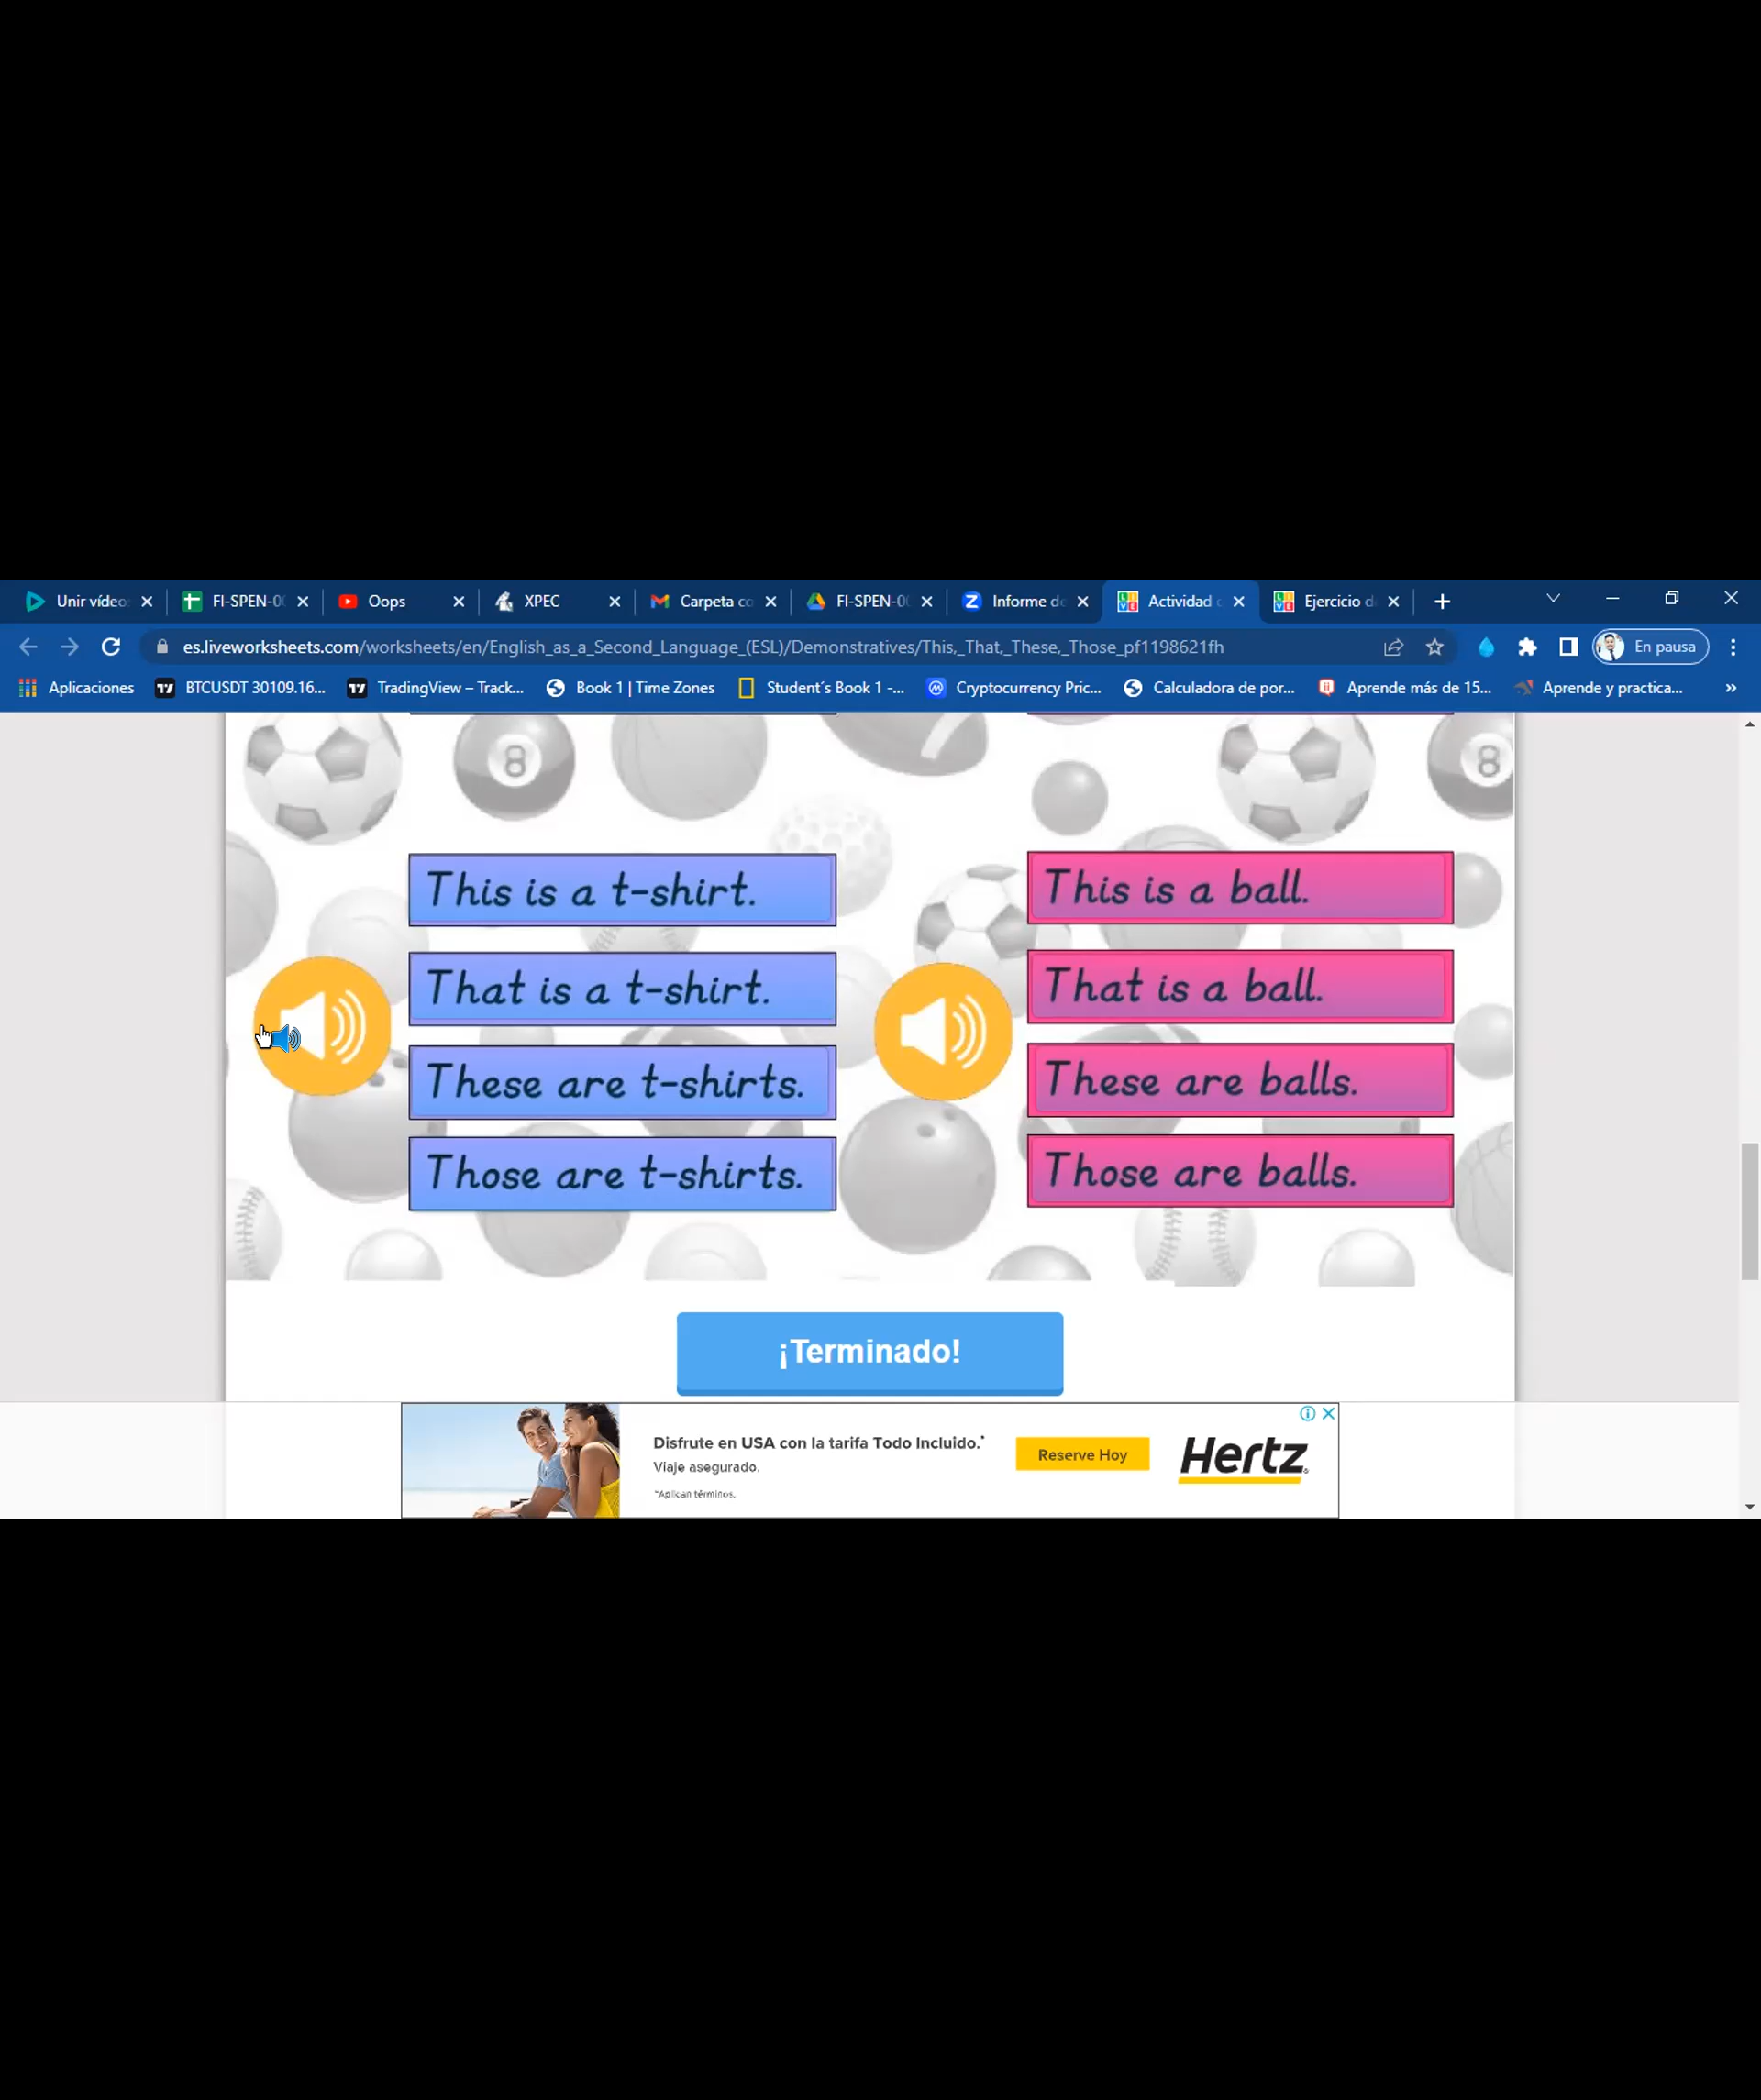 Unir vídeo
FI-SPEN-0
Oops
XPEC
Carpeta co
FI-SPEN-0
Informe de
Actividad
Ejercicio d
es.liveworksheets.com/worksheets/en/English_as_a_Second_Language_(ESL)/Demonstratives/This,_That,_These,_Those_pf1198621fh
En pausa
Aplicaciones
BTCUSDT 30109.16...
TradingView – Track...
Book 1 | Time Zones
Student´s Book 1 -...
Cryptocurrency Pric...
Calculadora de por...
Aprende más de 15...
Aprende y practica...
»
8
8
This is a t-shirt.
That is a t-shirt.
These are t-shirts.
Those are t-shirts.
This is a ball.
That is a ball.
These are balls.
Those are balls.
¡Terminado!
Disfrute en USA con la tarifa Todo Incluido.*
Viaje asegurado.
*Aplican términos.
Reserve Hoy
Hertz